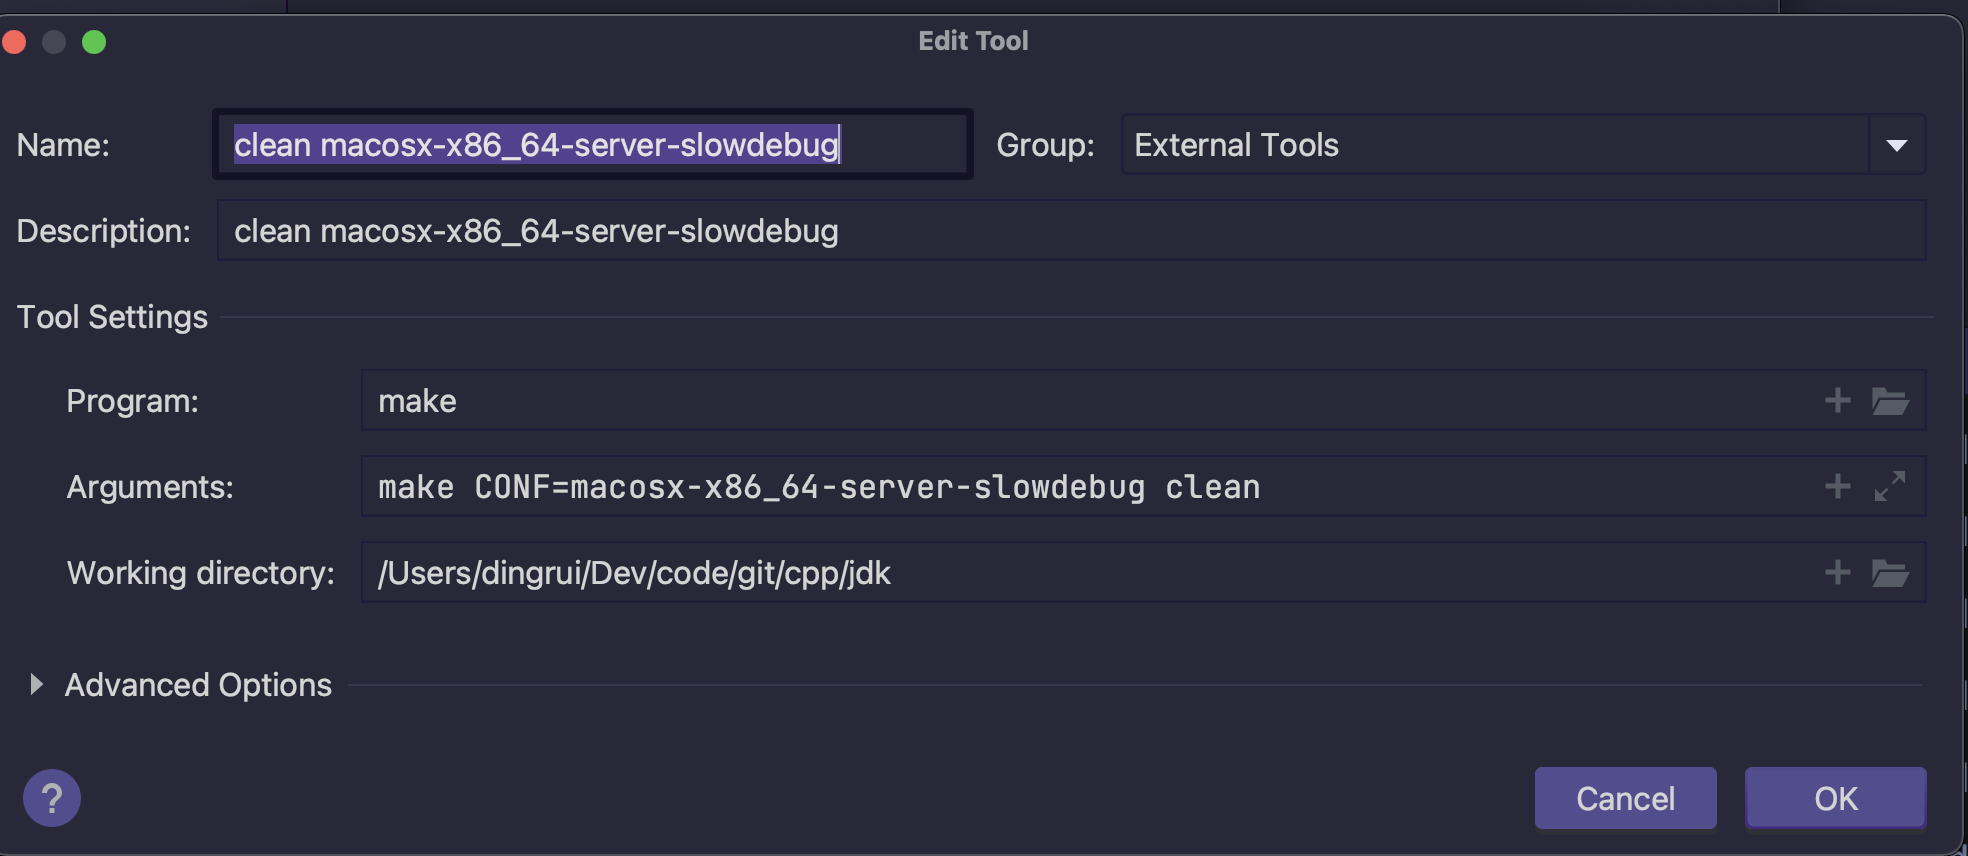 Edit Tool
Name: clean macosx-x86_64-server-slowdebug Group: External Tools
Description: clean macosx-x86_64-server-slowdebug
Tool Settings
Program: make
Arguments: make CONF=macosx-x86_64-server-slowdebug clean
Working directory: /Users/dingrui/Dev/code/git/cpp/jdk
Advanced Options
? Cancel OK